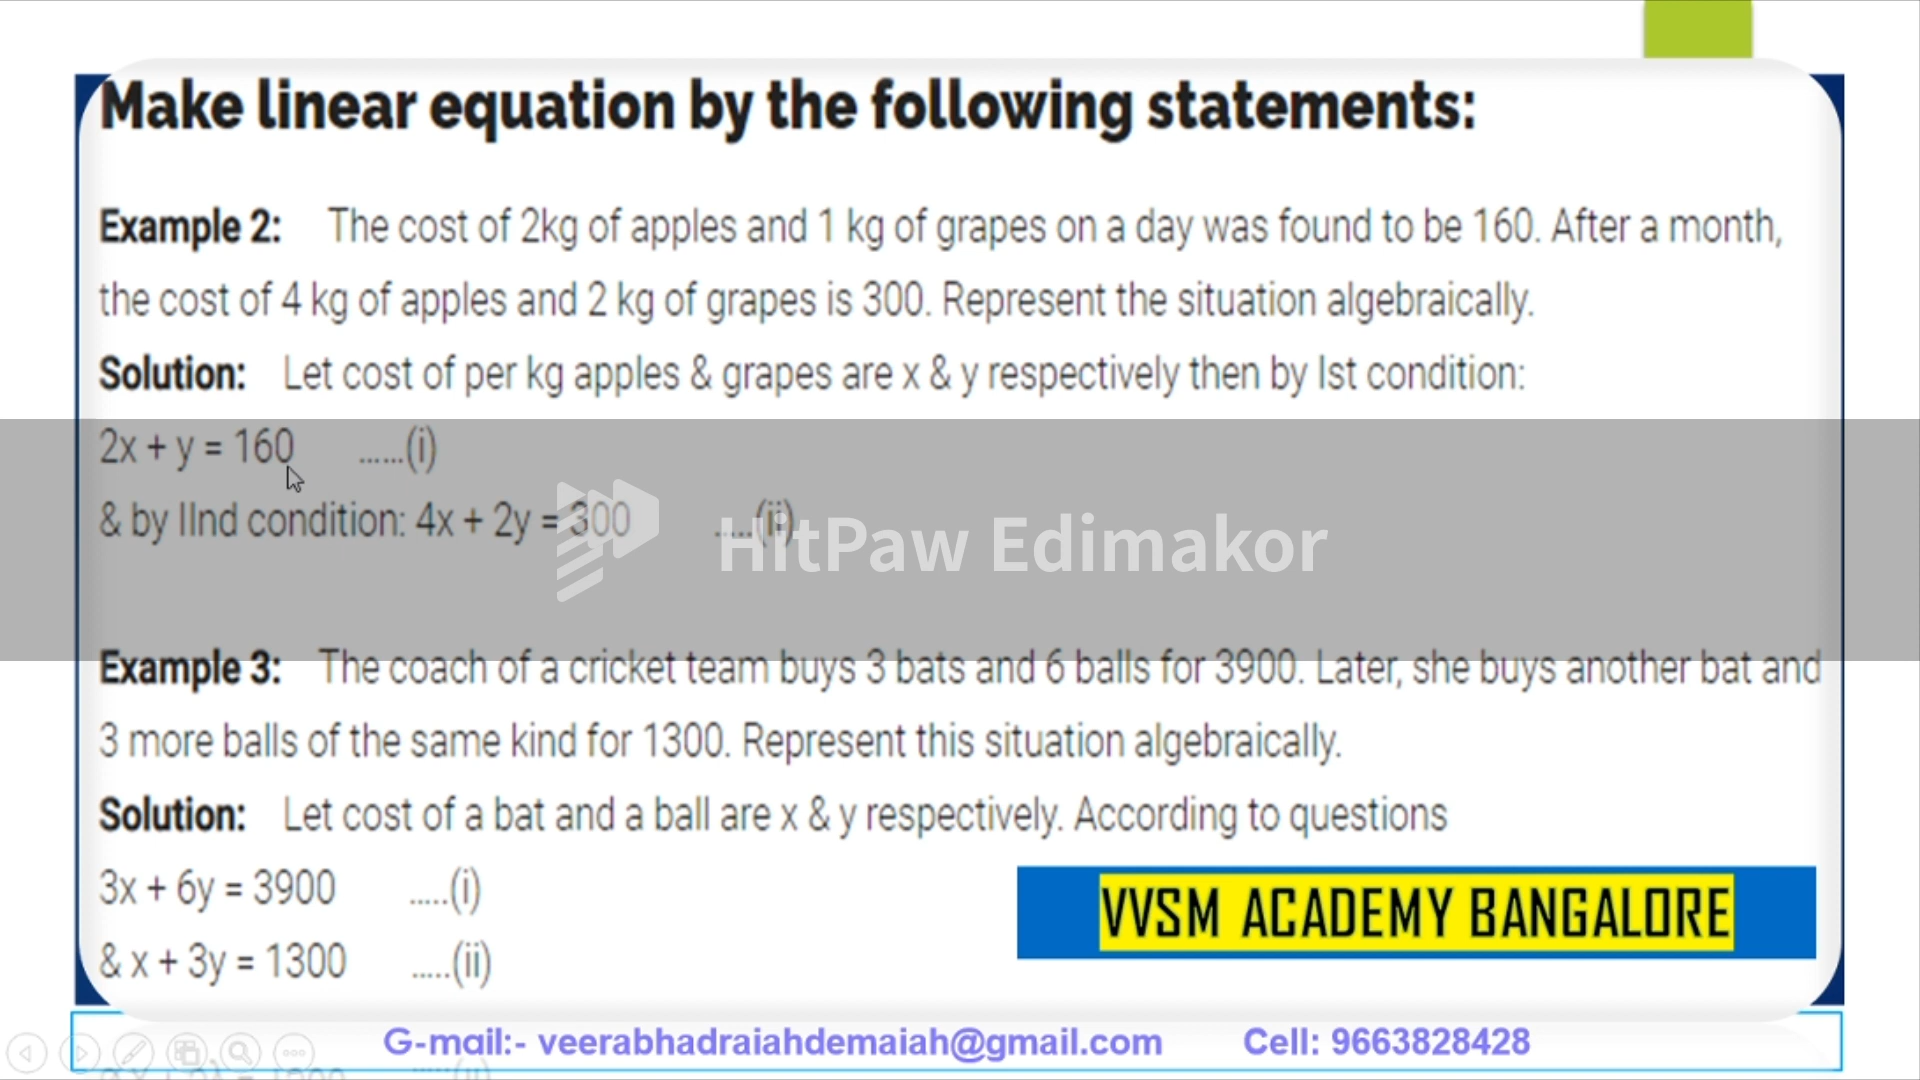 Make linear equation by the following statements:
Example 2: The cost of 2kg of apples and 1 kg of grapes on a day was found to be 160. After a month,
the cost of 4 kg of apples and 2 kg of grapes is 300. Represent the situation algebraically.
Solution: Let cost of per kg apples & grapes are x & y respectively then by Ist condition:
2x + y = 160 ......(i)
& by IInd condition: 4x + 2y = 300 .....(ii)
HitPaw Edimakor
Example 3: The coach of a cricket team buys 3 bats and 6 balls for 3900. Later, she buys another bat and
3 more balls of the same kind for 1300. Represent this situation algebraically.
Solution: Let cost of a bat and a ball are x & y respectively. According to questions
3x + 6y = 3900 .....(i)
& x + 3y = 1300 .....(ii)
VVSM ACADEMY BANGALORE
G-mail:- veerabhadraiahdemaiah@gmail.com Cell: 9663828428